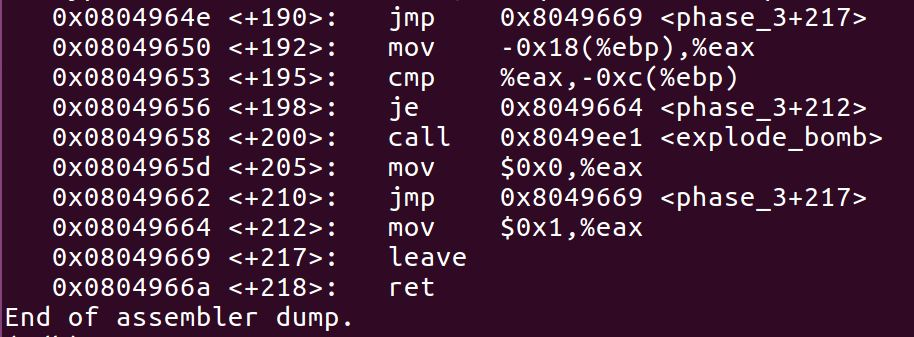 0x0804964e <+190>:   jmp    0x8049669 <phase_3+217>
0x08049650 <+192>:   mov    -0x18(%ebp),%eax
0x08049653 <+195>:   cmp    %eax,-0xc(%ebp)
0x08049656 <+198>:   je     0x8049664 <phase_3+212>
0x08049658 <+200>:   call   0x8049ee1 <explode_bomb>
0x0804965d <+205>:   mov    $0x0,%eax
0x08049662 <+210>:   jmp    0x8049669 <phase_3+217>
0x08049664 <+212>:   mov    $0x1,%eax
0x08049669 <+217>:   leave
0x0804966a <+218>:   ret
End of assembler dump.